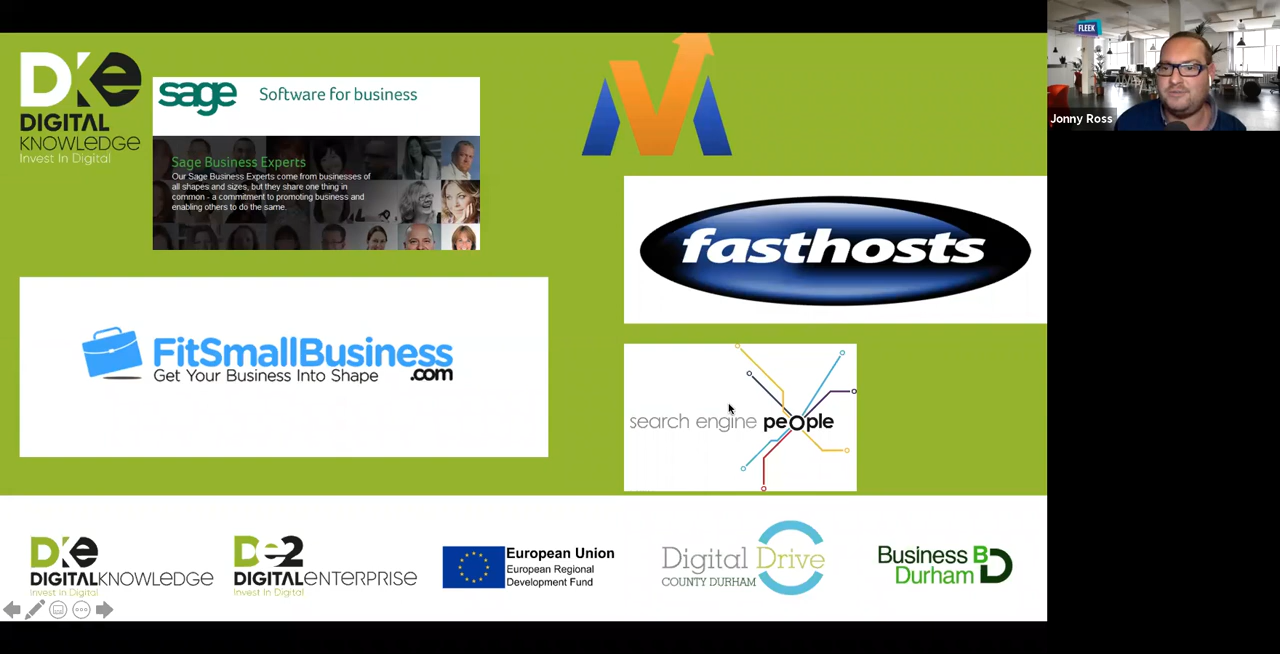 DKe
DIGITAL
KNOWLEDGE
Invest In Digital
sage
Software for business
Sage Business Experts
Our Sage Business Experts come from businesses of
all shapes and sizes, but they share one thing in
common - a commitment to promoting business and
enabling others to do the same.
FLEEK
Jonny Ross
fasthosts
FitSmallBusiness
Get Your Business Into Shape
.com
search engine people
DKe
DIGITALKNOWLEDGE
Invest In Digital
De2
DIGITALENTERPRISE
Invest In Digital
European Union
European Regional
Development Fund
Digital Drive
COUNTY DURHAM
Business
Durham
BD